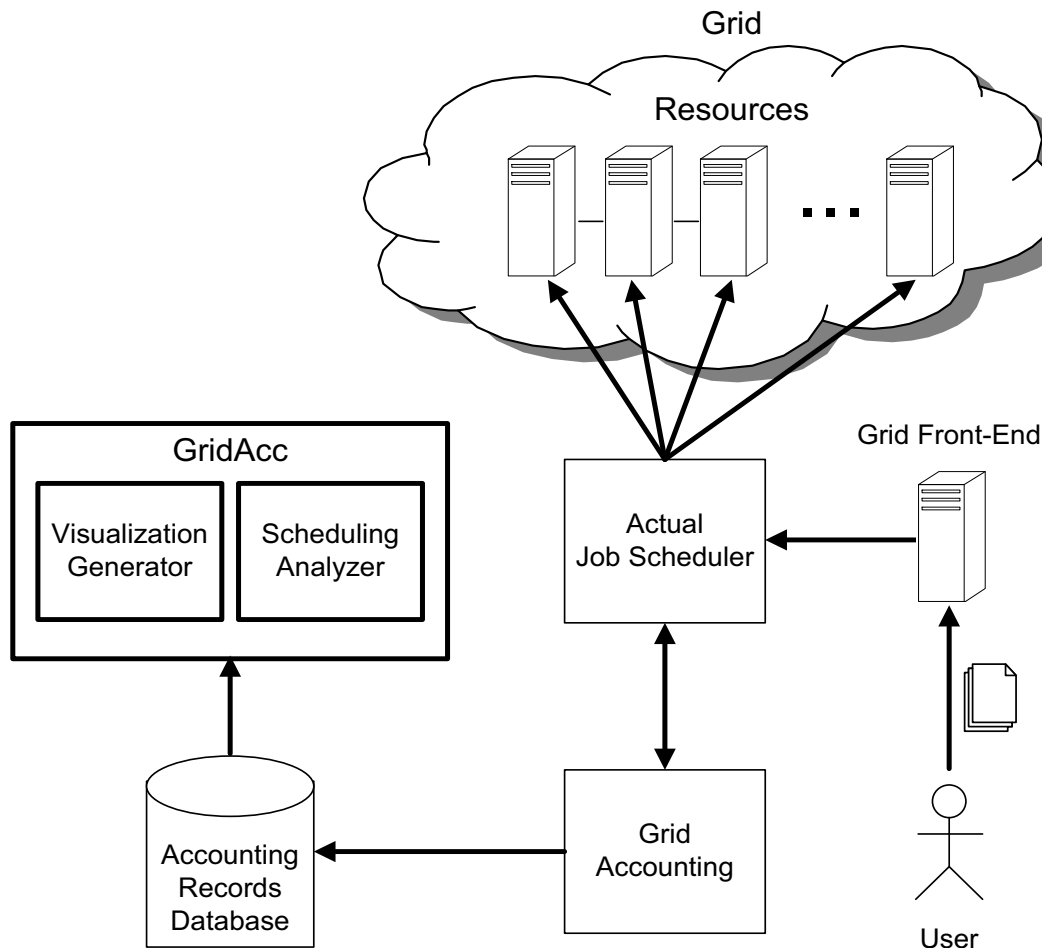 Grid
Resources
GridAcc
Visualization
Generator
Scheduling
Analyzer
Actual
Job Scheduler
Grid Front-End
Accounting
Records
Database
Grid
Accounting
User